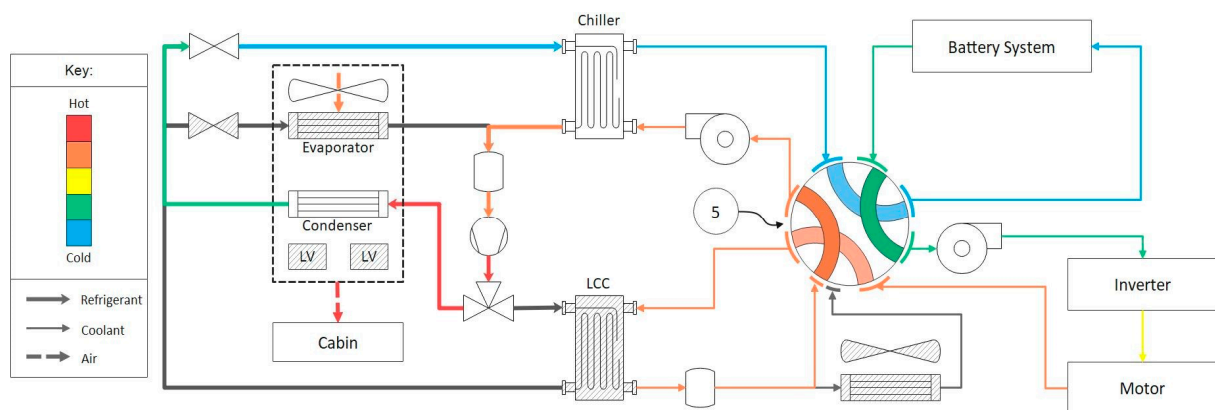 Key:
Hot
Cold
Refrigerant
Coolant
Air
Chiller
Evaporator
Condenser
LV
LV
Cabin
LCC
5
Battery System
Inverter
Motor